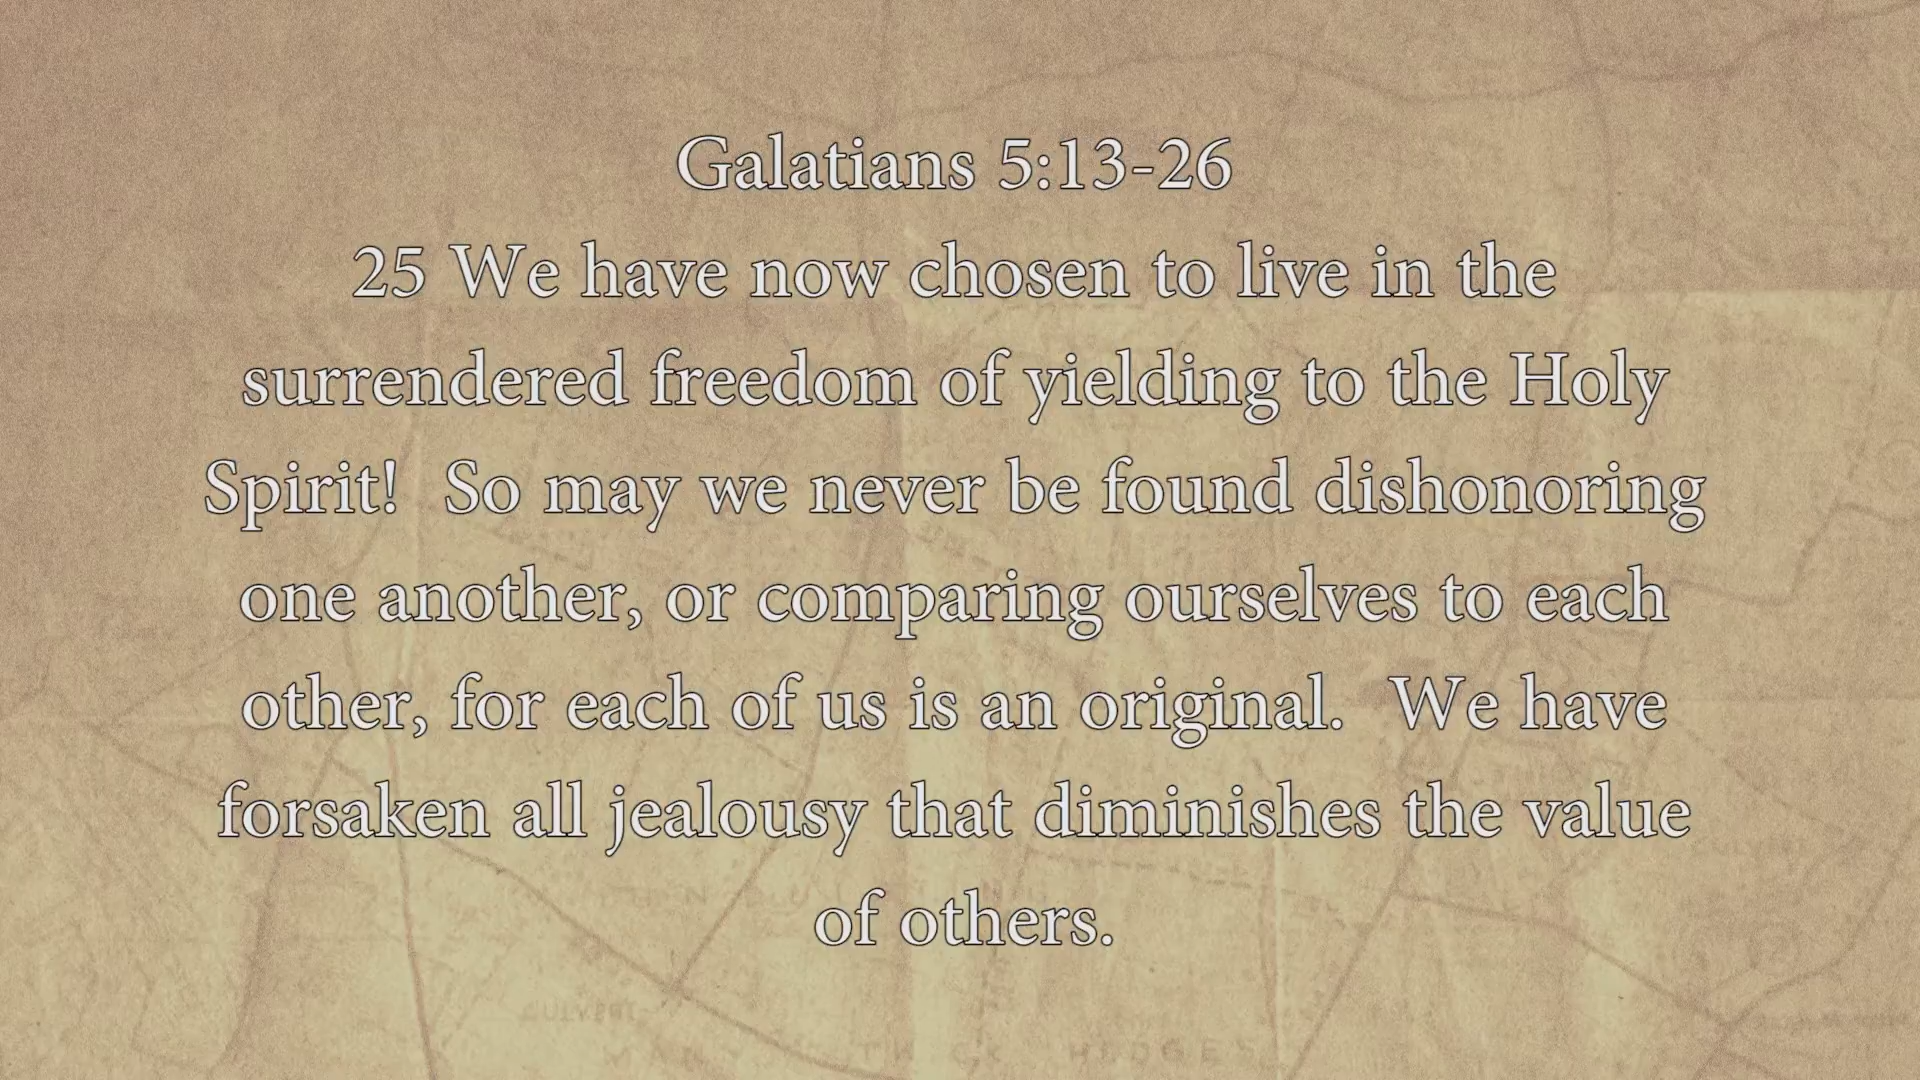 Galatians 5:13-26
25 We have now chosen to live in the
surrendered freedom of yielding to the Holy
Spirit!  So may we never be found dishonoring
one another, or comparing ourselves to each
other, for each of us is an original.  We have
forsaken all jealousy that diminishes the value
of others.
CULVERT
HEDGES